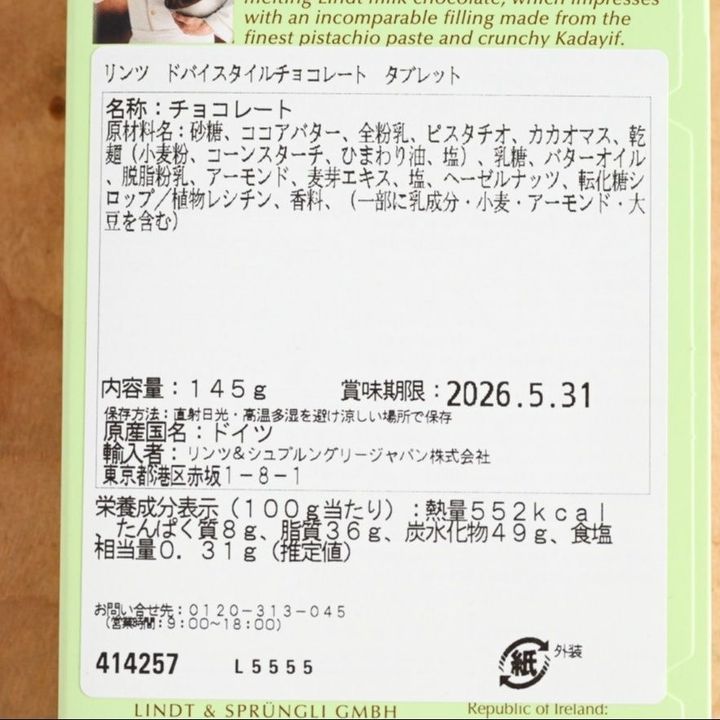 melting Lindt milk chocolate, which impresses
with an incomparable filling made from the
finest pistachio paste and crunchy Kadayif.
リンツ ドバイスタイルチョコレート タブレット
名称：チョコレート
原材料名：砂糖、ココアバター、全粉乳、ピスタチオ、カカオマス、乾
麺（小麦粉、コーンスターチ、ひまわり油、塩）、乳糖、バターオイル
、脱脂粉乳、アーモンド、麦芽エキス、塩、ヘーゼルナッツ、転化糖シ
ロップ／植物レシチン、香料、（一部に乳成分・小麦・アーモンド・大
豆を含む）
内容量：１４５ｇ 賞味期限：2026.5.31
保存方法：直射日光・高温多湿を避け涼しい場所で保存
原産国名：ドイツ
輸入者：リンツ＆シュプルングリージャパン株式会社
東京都港区赤坂１－８－１
栄養成分表示（１００ｇ当たり）：熱量５５２ｋｃａｌ
、たんぱく質８ｇ、脂質３６ｇ、炭水化物４９ｇ、食塩
相当量０．３１ｇ（推定値）
お問い合せ先：０１２０－３１３－０４５
（営業時間：９：００～１８：００）
414257 L5555
紙 外装
LINDT & SPRÜNGLI GMBH Republic of Ireland: